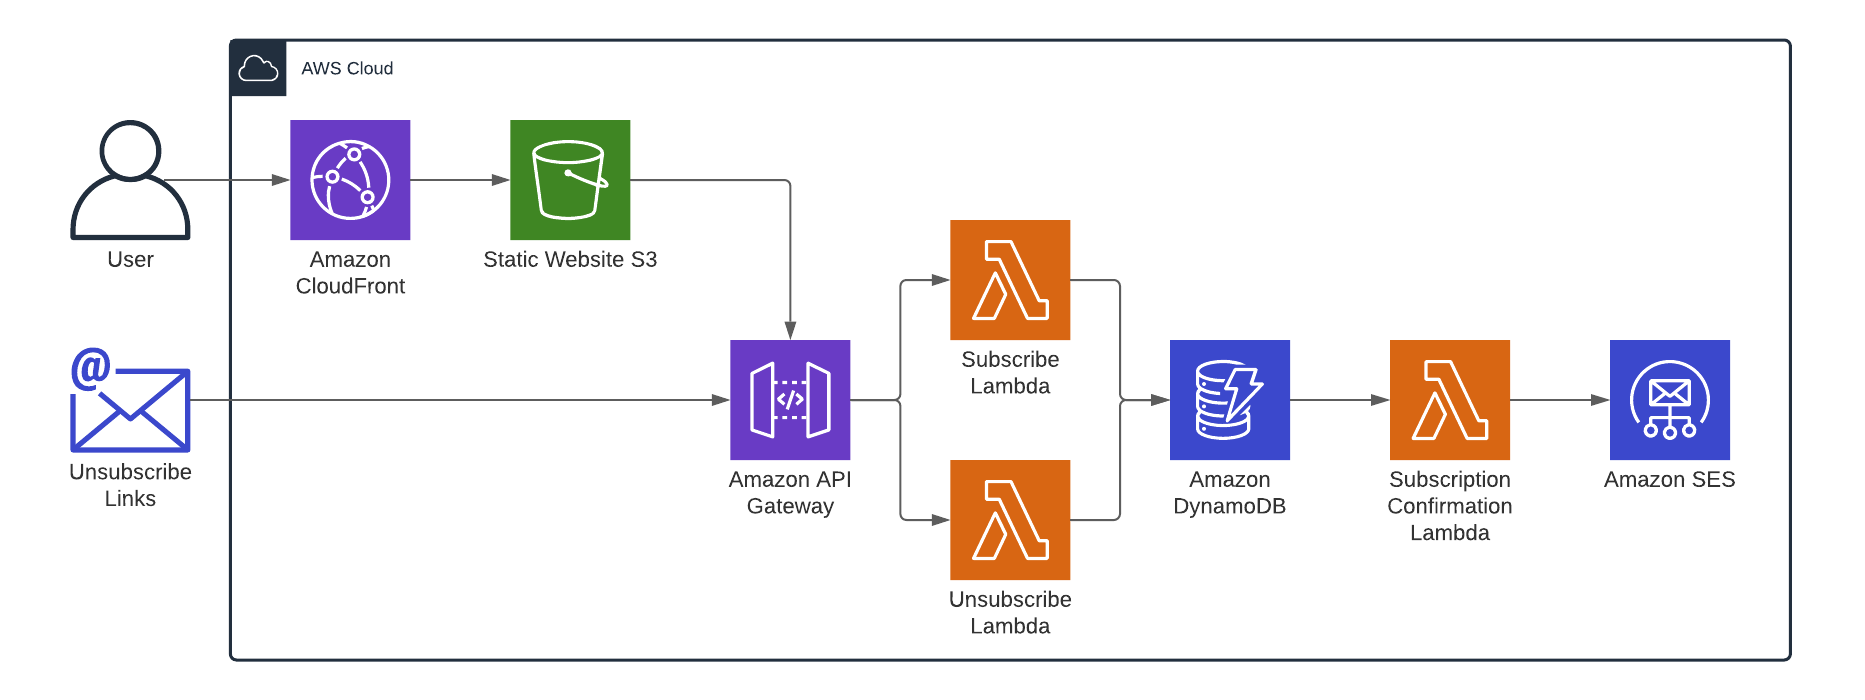 AWS Cloud
User
Amazon
CloudFront
Static Website S3
@
Unsubscribe
Links
</>
Amazon API
Gateway
Subscribe
Lambda
Unsubscribe
Lambda
Amazon
DynamoDB
Subscription
Confirmation
Lambda
Amazon SES